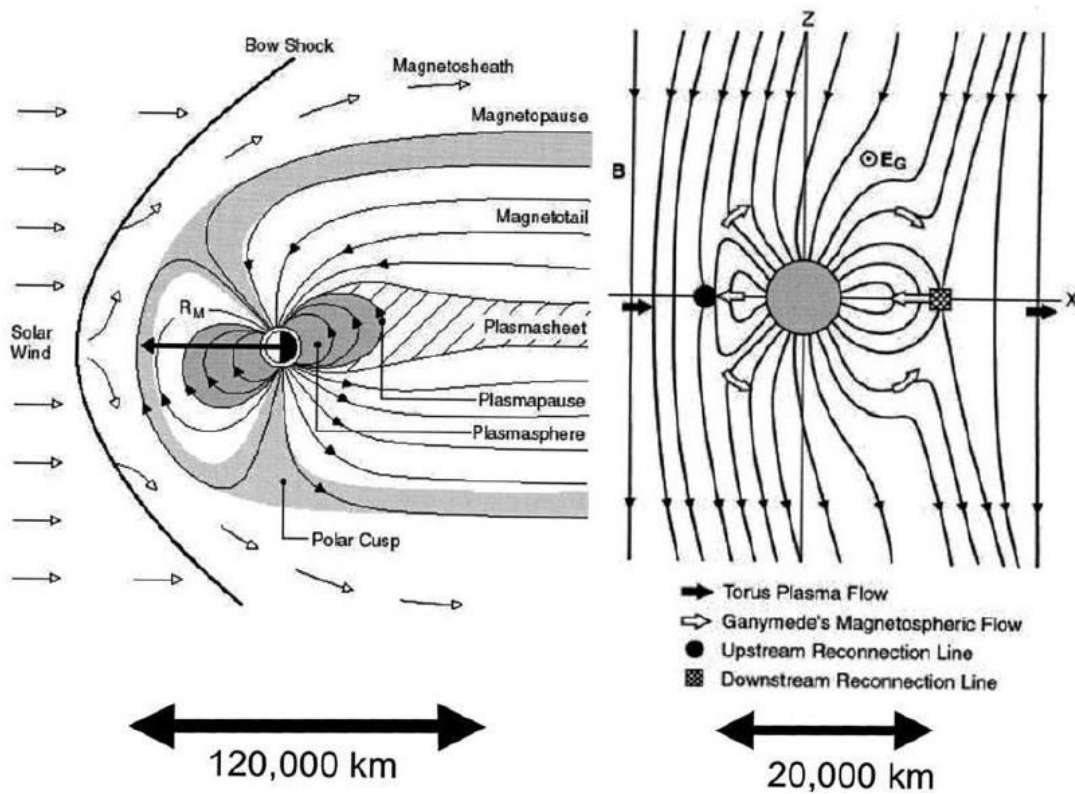 Bow Shock
Magnetosheath
Magnetopause
Magnetotail
R_M
Solar
Wind
Plasmasheet
Plasmapause
Plasmasphere
Polar Cusp
120,000 km
Z
B
E_G
X
Torus Plasma Flow
Ganymede's Magnetospheric Flow
Upstream Reconnection Line
Downstream Reconnection Line
20,000 km